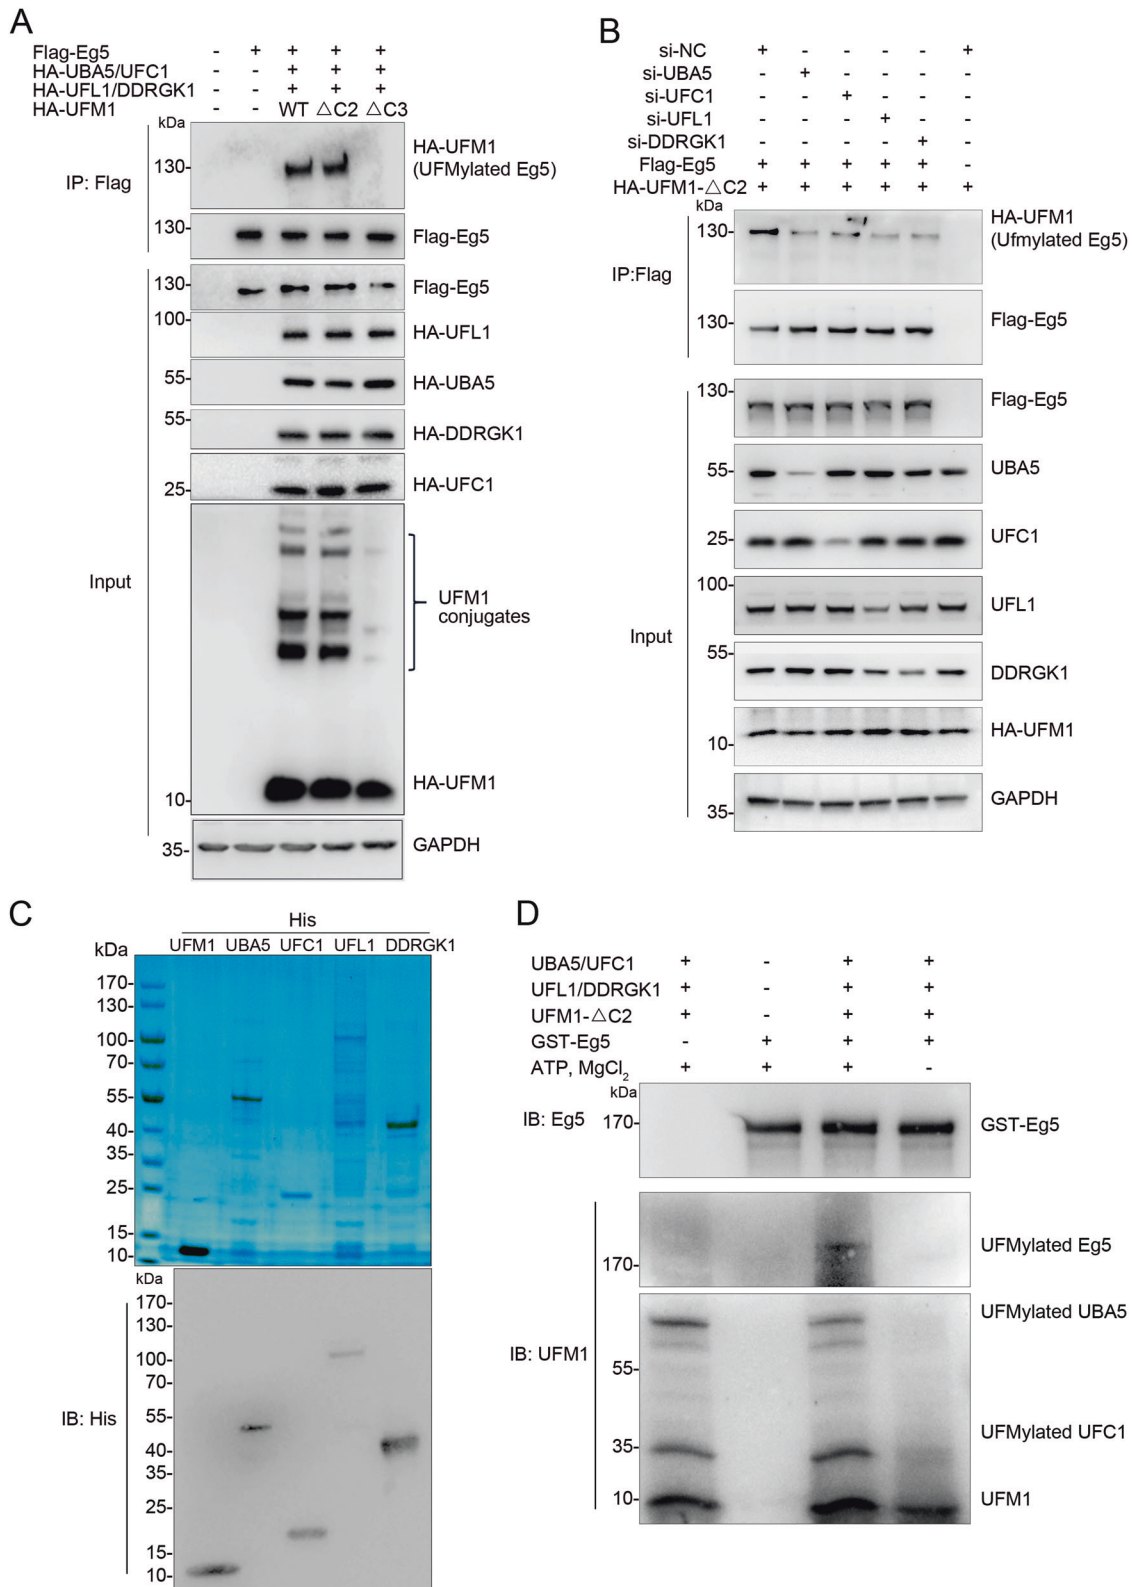 A
Flag-Eg5 - + + + +
HA-UBA5/UFC1 - - + + +
HA-UFL1/DDRGK1 - - + + +
HA-UFM1 - - WT △C2 △C3
kDa
IP: Flag
130-
HA-UFM1
(UFMylated Eg5)
130-
Flag-Eg5
Input
130-
Flag-Eg5
100-
HA-UFL1
55-
HA-UBA5
55-
HA-DDRGK1
25-
HA-UFC1
UFM1
conjugates
10-
HA-UFM1
35-
GAPDH
B
si-NC + - - - - +
si-UBA5 - + - - - -
si-UFC1 - - + - - -
si-UFL1 - - - + - -
si-DDRGK1 - - - - + -
Flag-Eg5 + + + + + -
HA-UFM1-△C2 + + + + + +
kDa
IP:Flag
130-
HA-UFM1
(Ufmylated Eg5)
130-
Flag-Eg5
Input
130-
Flag-Eg5
55-
UBA5
25-
UFC1
100-
UFL1
55-
DDRGK1
10-
HA-UFM1
35-
GAPDH
C
His
kDa UFM1 UBA5 UFC1 UFL1 DDRGK1
170-
130-
100-
70-
55-
40-
35-
25-
15-
10-
kDa
IB: His
170-
130-
100-
70-
55-
40-
35-
25-
15-
10-
D
UBA5/UFC1 + - + +
UFL1/DDRGK1 + - + +
UFM1-△C2 + - + +
GST-Eg5 - + + +
ATP, MgCl2 + + + -
kDa
IB: Eg5
170-
GST-Eg5
IB: UFM1
170-
UFMylated Eg5
UFMylated UBA5
55-
UFMylated UFC1
35-
10-
UFM1